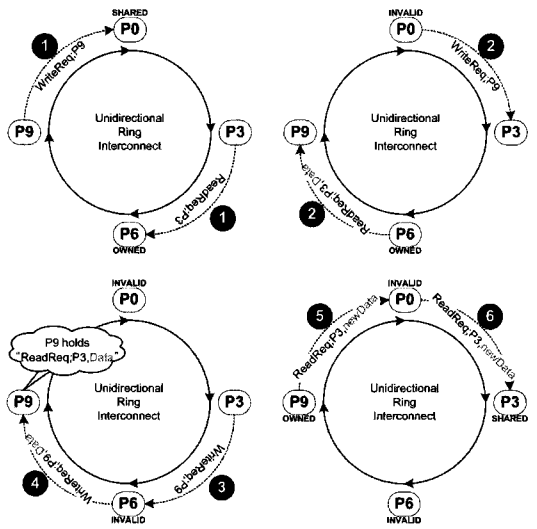 SHARED
P0
1
WriteReq;P9
P9
Unidirectional
Ring
Interconnect
P3
ReadReq;P3
1
P6
OWNED
INVALID
P0
2
WriteReq;P9
P9
Unidirectional
Ring
Interconnect
P3
ReadReq;P3,Data
2
P6
OWNED
INVALID
P0
P9 holds
"ReadReq;P3,Data"
P9
Unidirectional
Ring
Interconnect
P3
WriteReq;P9,Data
4
WriteReq;P9
3
P6
INVALID
INVALID
5
P0
6
ReadReq;P3,newData
ReadReq;P3,newData
P9
OWNED
Unidirectional
Ring
Interconnect
P3
SHARED
P6
INVALID